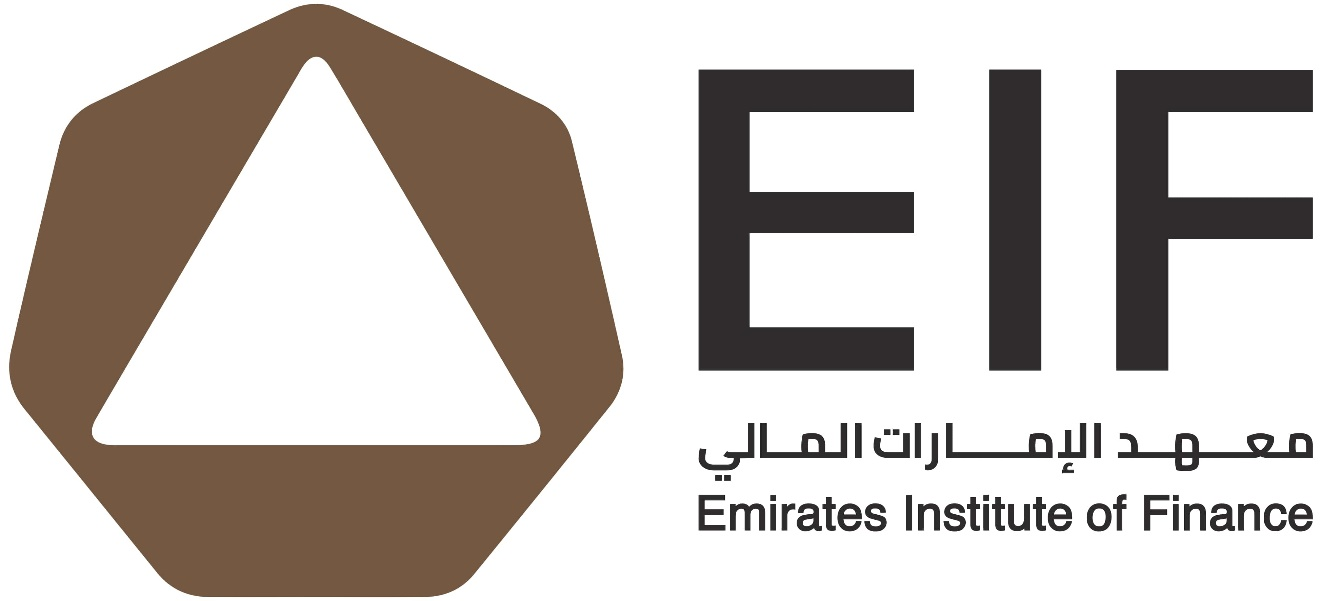 EIF
معهد الإمارات المالي
Emirates Institute of Finance